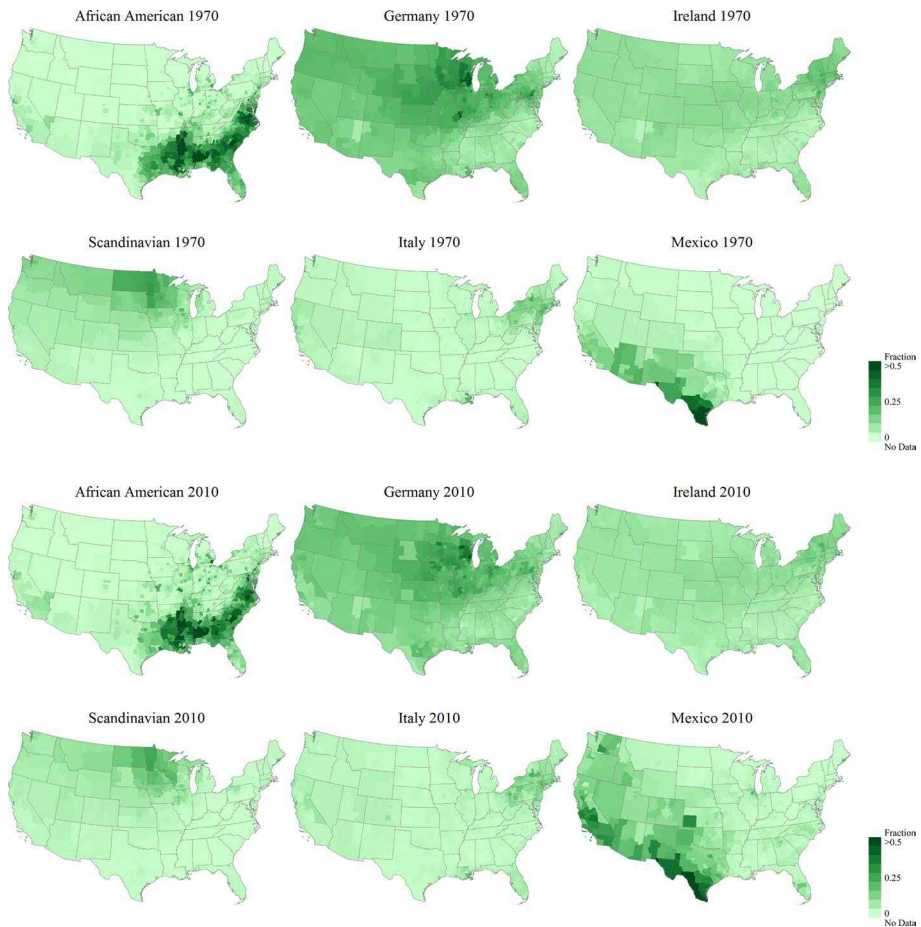 African American 1970
Germany 1970
Ireland 1970
Scandinavian 1970
Italy 1970
Mexico 1970
Fraction
>0.5
0.25
0
No Data
African American 2010
Germany 2010
Ireland 2010
Scandinavian 2010
Italy 2010
Mexico 2010
Fraction
>0.5
0.25
0
No Data